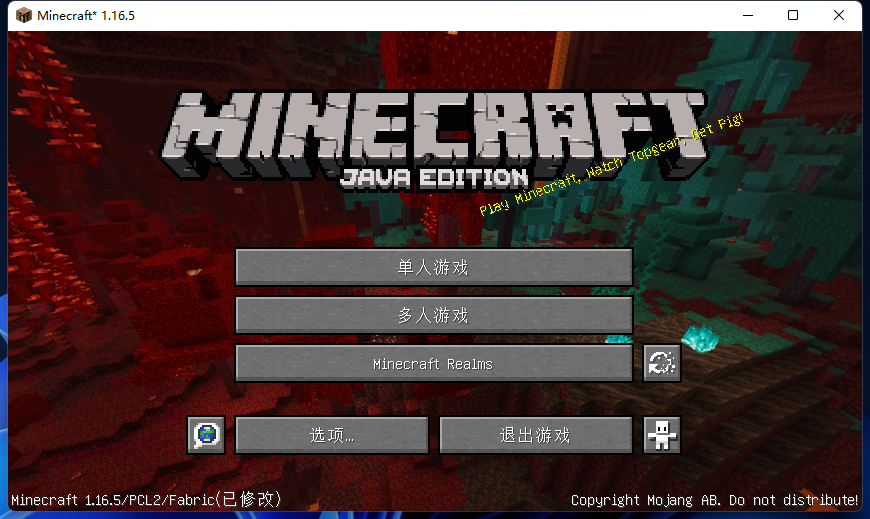 Minecraft* 1.16.5
MINECRAFT
JAVA EDITION
Play Minecraft, Watch Topgear, Get Pig!
单人游戏
多人游戏
Minecraft Realms
选项…
退出游戏
Minecraft 1.16.5/PCL2/Fabric(已修改)
Copyright Mojang AB. Do not distribute!